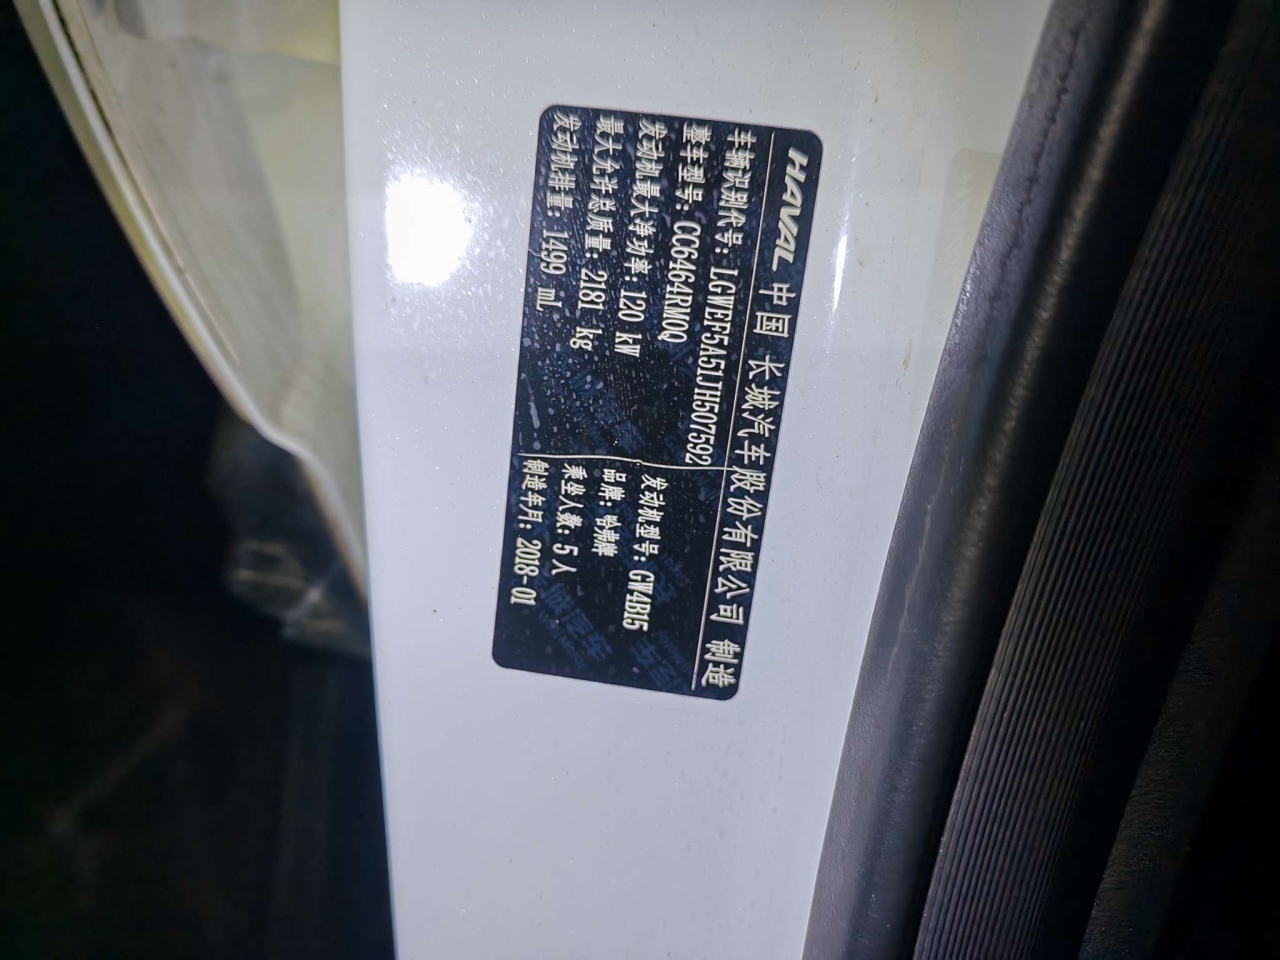 HAVAL 中国 长城汽车股份有限公司 制造
车辆识别代号: LGWEF5A51JH507592
整车型号: CC6464RM0Q
发动机型号: GW4B15
发动机最大净功率: 120 kW
品牌: 哈弗牌
最大允许总质量: 2181 kg
乘坐人数: 5 人
发动机排量: 1499 mL
制造年月: 2018-01